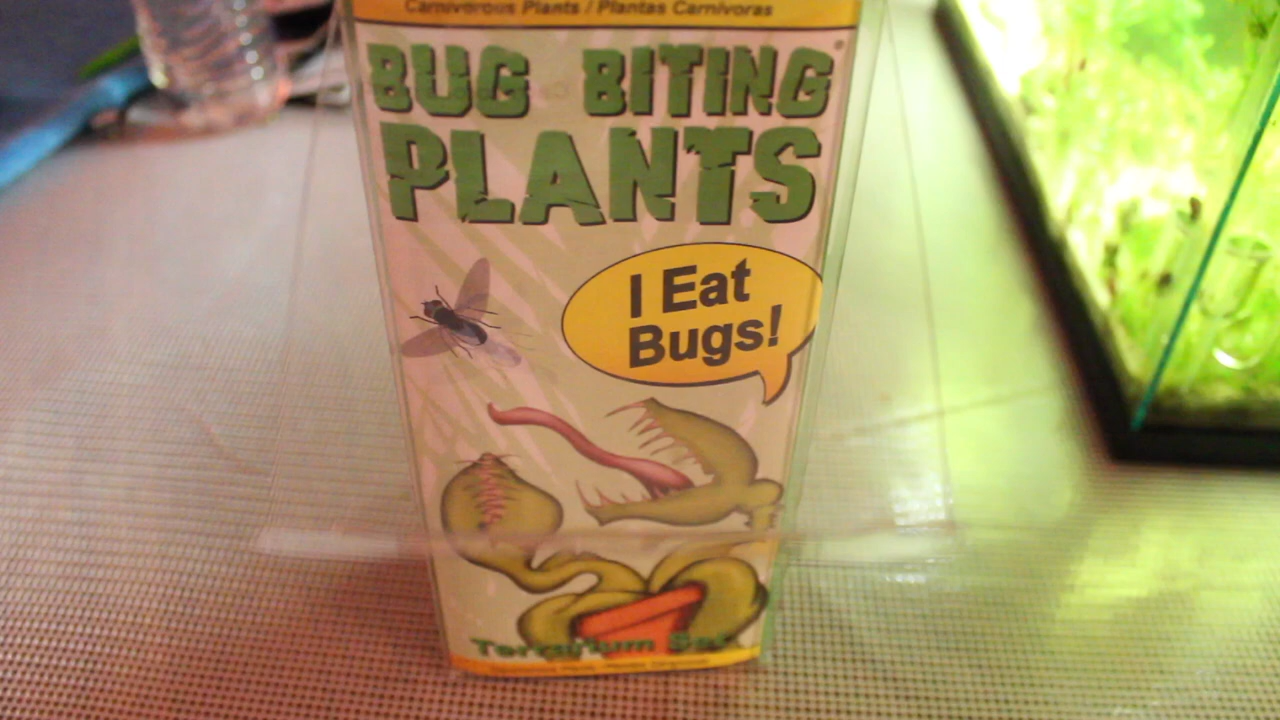 Carnivorous Plants / Plantas Carnívoras
BUG BITING®
PLANTS
I Eat
Bugs!
Terrarium Set